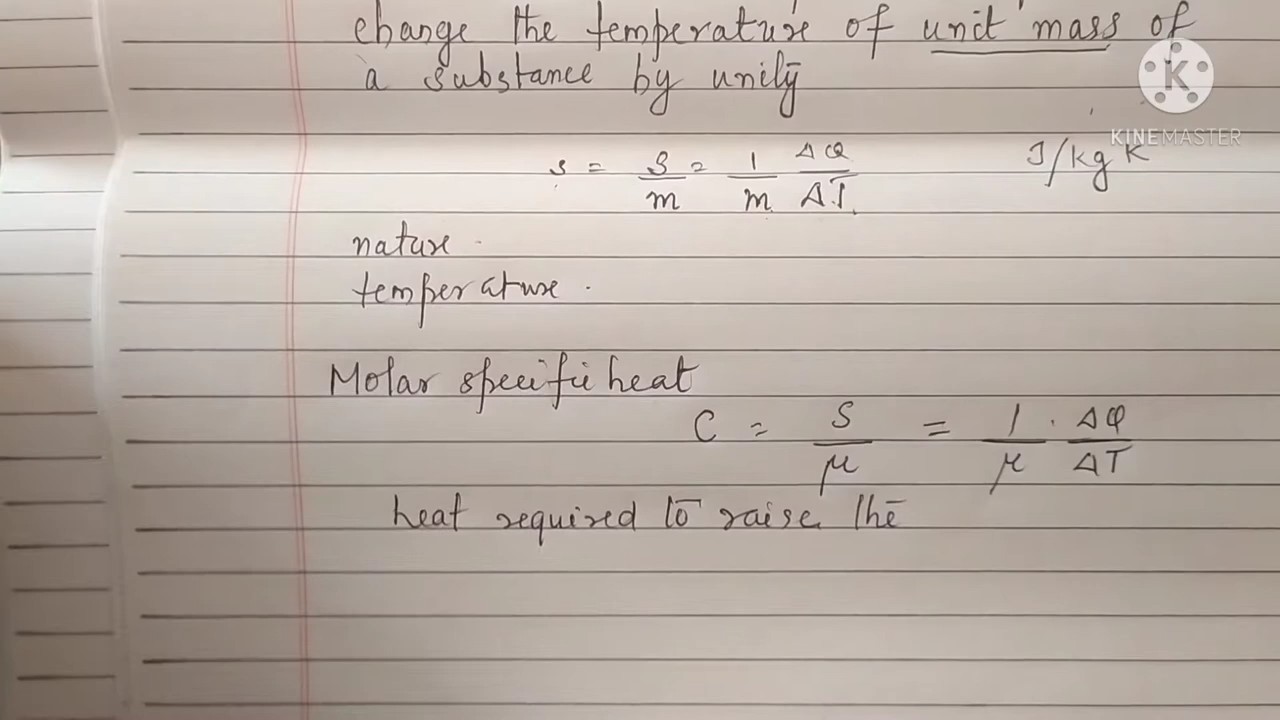 change the temperature of unit mass of
a substance by unity
K
KINEMASTER
s = S/m = 1/m ΔQ/ΔT
J/kg K
nature
temperature
Molar specific heat
C = S/μ = 1/μ · ΔQ/ΔT
heat required to raise the